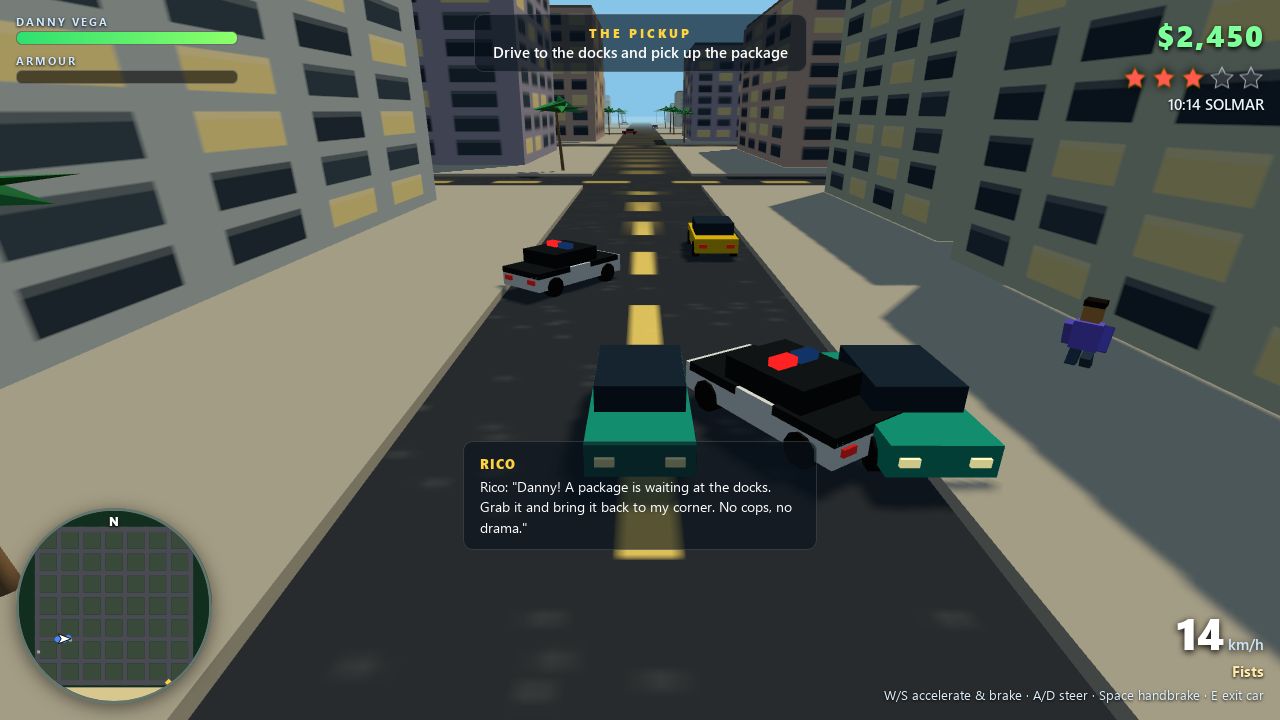 DANNY VEGA
ARMOUR
THE PICKUP
Drive to the docks and pick up the package
$2,450
10:14 SOLMAR
RICO
Rico: "Danny! A package is waiting at the docks.
Grab it and bring it back to my corner. No cops, no
drama."
N
14 km/h
Fists
W/S accelerate & brake · A/D steer · Space handbrake · E exit car